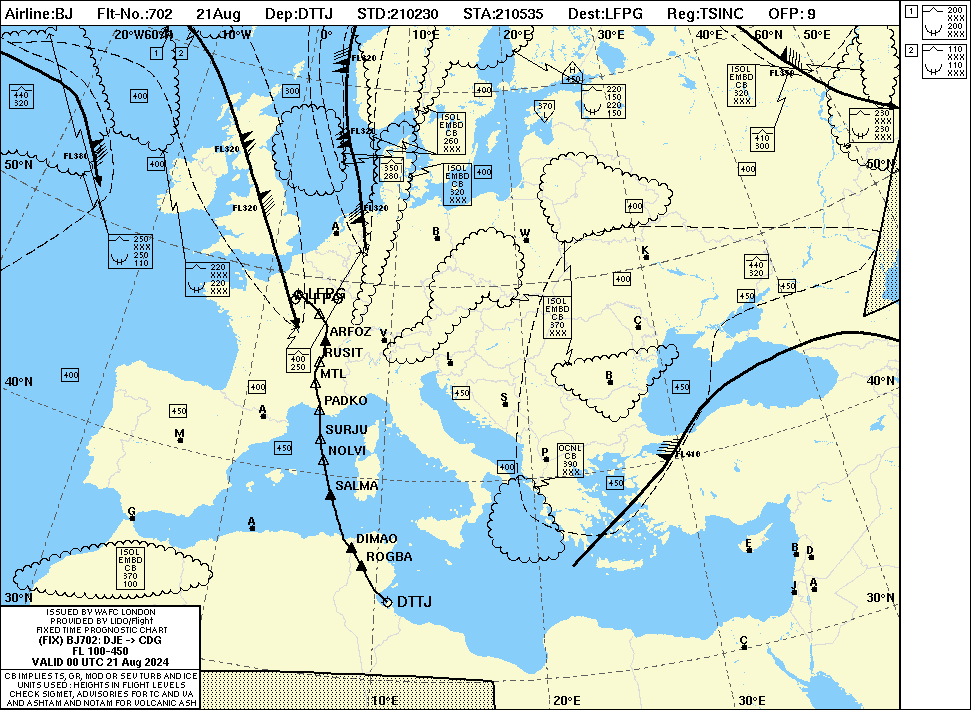 Airline:BJ Flt-No.:702 21Aug Dep:DTTJ STD:210230 STA:210535 Dest:LFPG Reg:TSINC OFP: 9
20°W 60°N 10°W 0° 10°E 20°E 30°E 40°E 60°N 50°E
1
200
XXX
200
XXX
2
110
XXX
110
XXX
1
2
FL320
FL350
440
320
400
300
450
400
370
L
H
220
150
220
150
ISOL
EMBD
CB
320
XXX
230
XXX
230
XXX
ISOL
EMBD
CB
260
XXX
FL320
FL320
410
300
50°N
FL380
400
350
280
ISOL
EMBD
CB
320
XXX
400
400
50°N
FL320
FL320
400
A
B
W
K
250
XXX
250
110
220
XXX
220
XXX
440
320
400
450
450
LFPG
ISOL
EMBD
CB
370
XXX
C
ARFOZ
V
RUSIT
400
250
L
MTL
40°N
400
400
450
B
450
40°N
PADKO
S
450
A
M
SURJU
NOLVI
450
P
OCNL
CB
390
XXX
FL410
400
SALMA
450
G
A
DIMAO
ROGBA
E
B
D
ISOL
EMBD
CB
370
100
J
A
30°N
DTTJ
30°N
C
ISSUED BY WAFC LONDON
PROVIDED BY LIDO/Flight
FIXED TIME PROGNOSTIC CHART
(FIX) BJ702: DJE -> CDG
FL 100-450
VALID 00 UTC 21 Aug 2024
CB IMPLIES TS, GR, MOD OR SEV TURB AND ICE
UNITS USED : HEIGHTS IN FLIGHT LEVELS
CHECK SIGMET, ADVISORIES FOR TC AND VA
AND ASHTAM AND NOTAM FOR VOLCANIC ASH
10°E 20°E 30°E